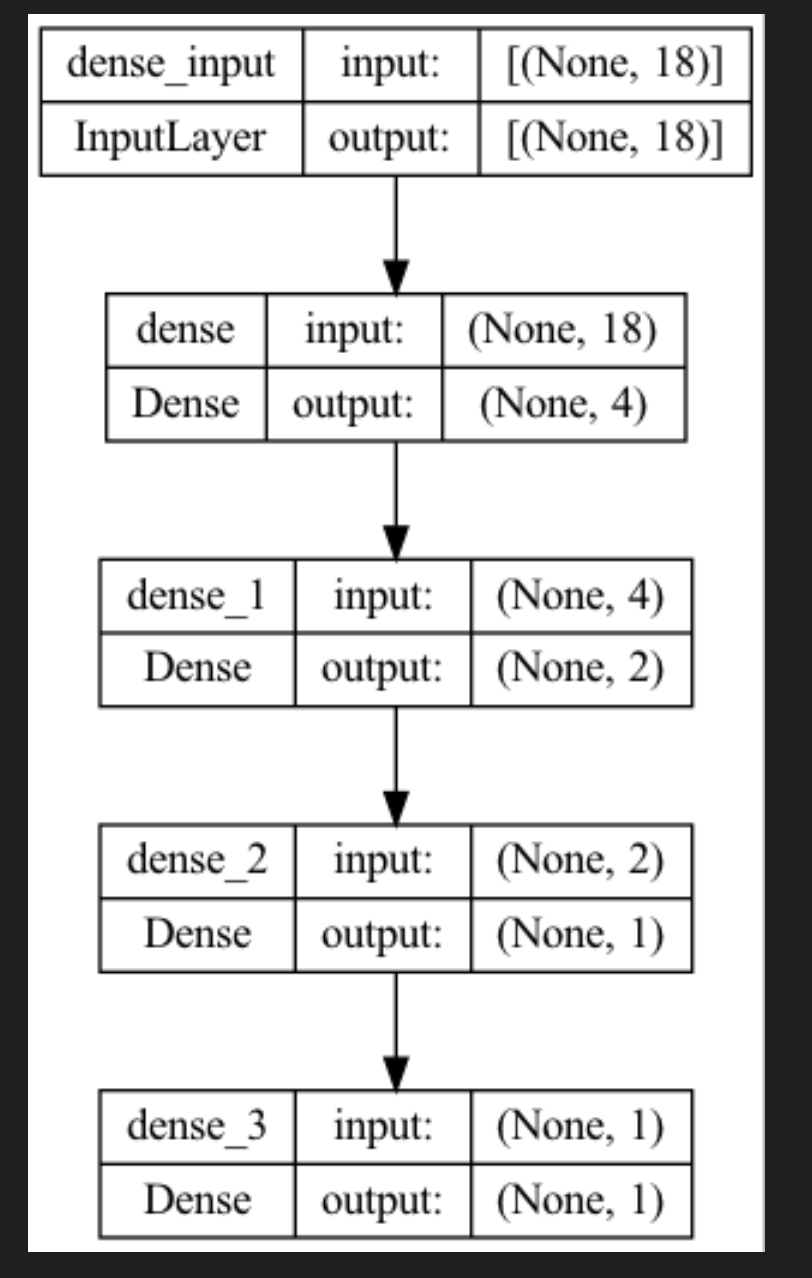 dense_input input: [(None, 18)]
InputLayer output: [(None, 18)]
dense input: (None, 18)
Dense output: (None, 4)
dense_1 input: (None, 4)
Dense output: (None, 2)
dense_2 input: (None, 2)
Dense output: (None, 1)
dense_3 input: (None, 1)
Dense output: (None, 1)